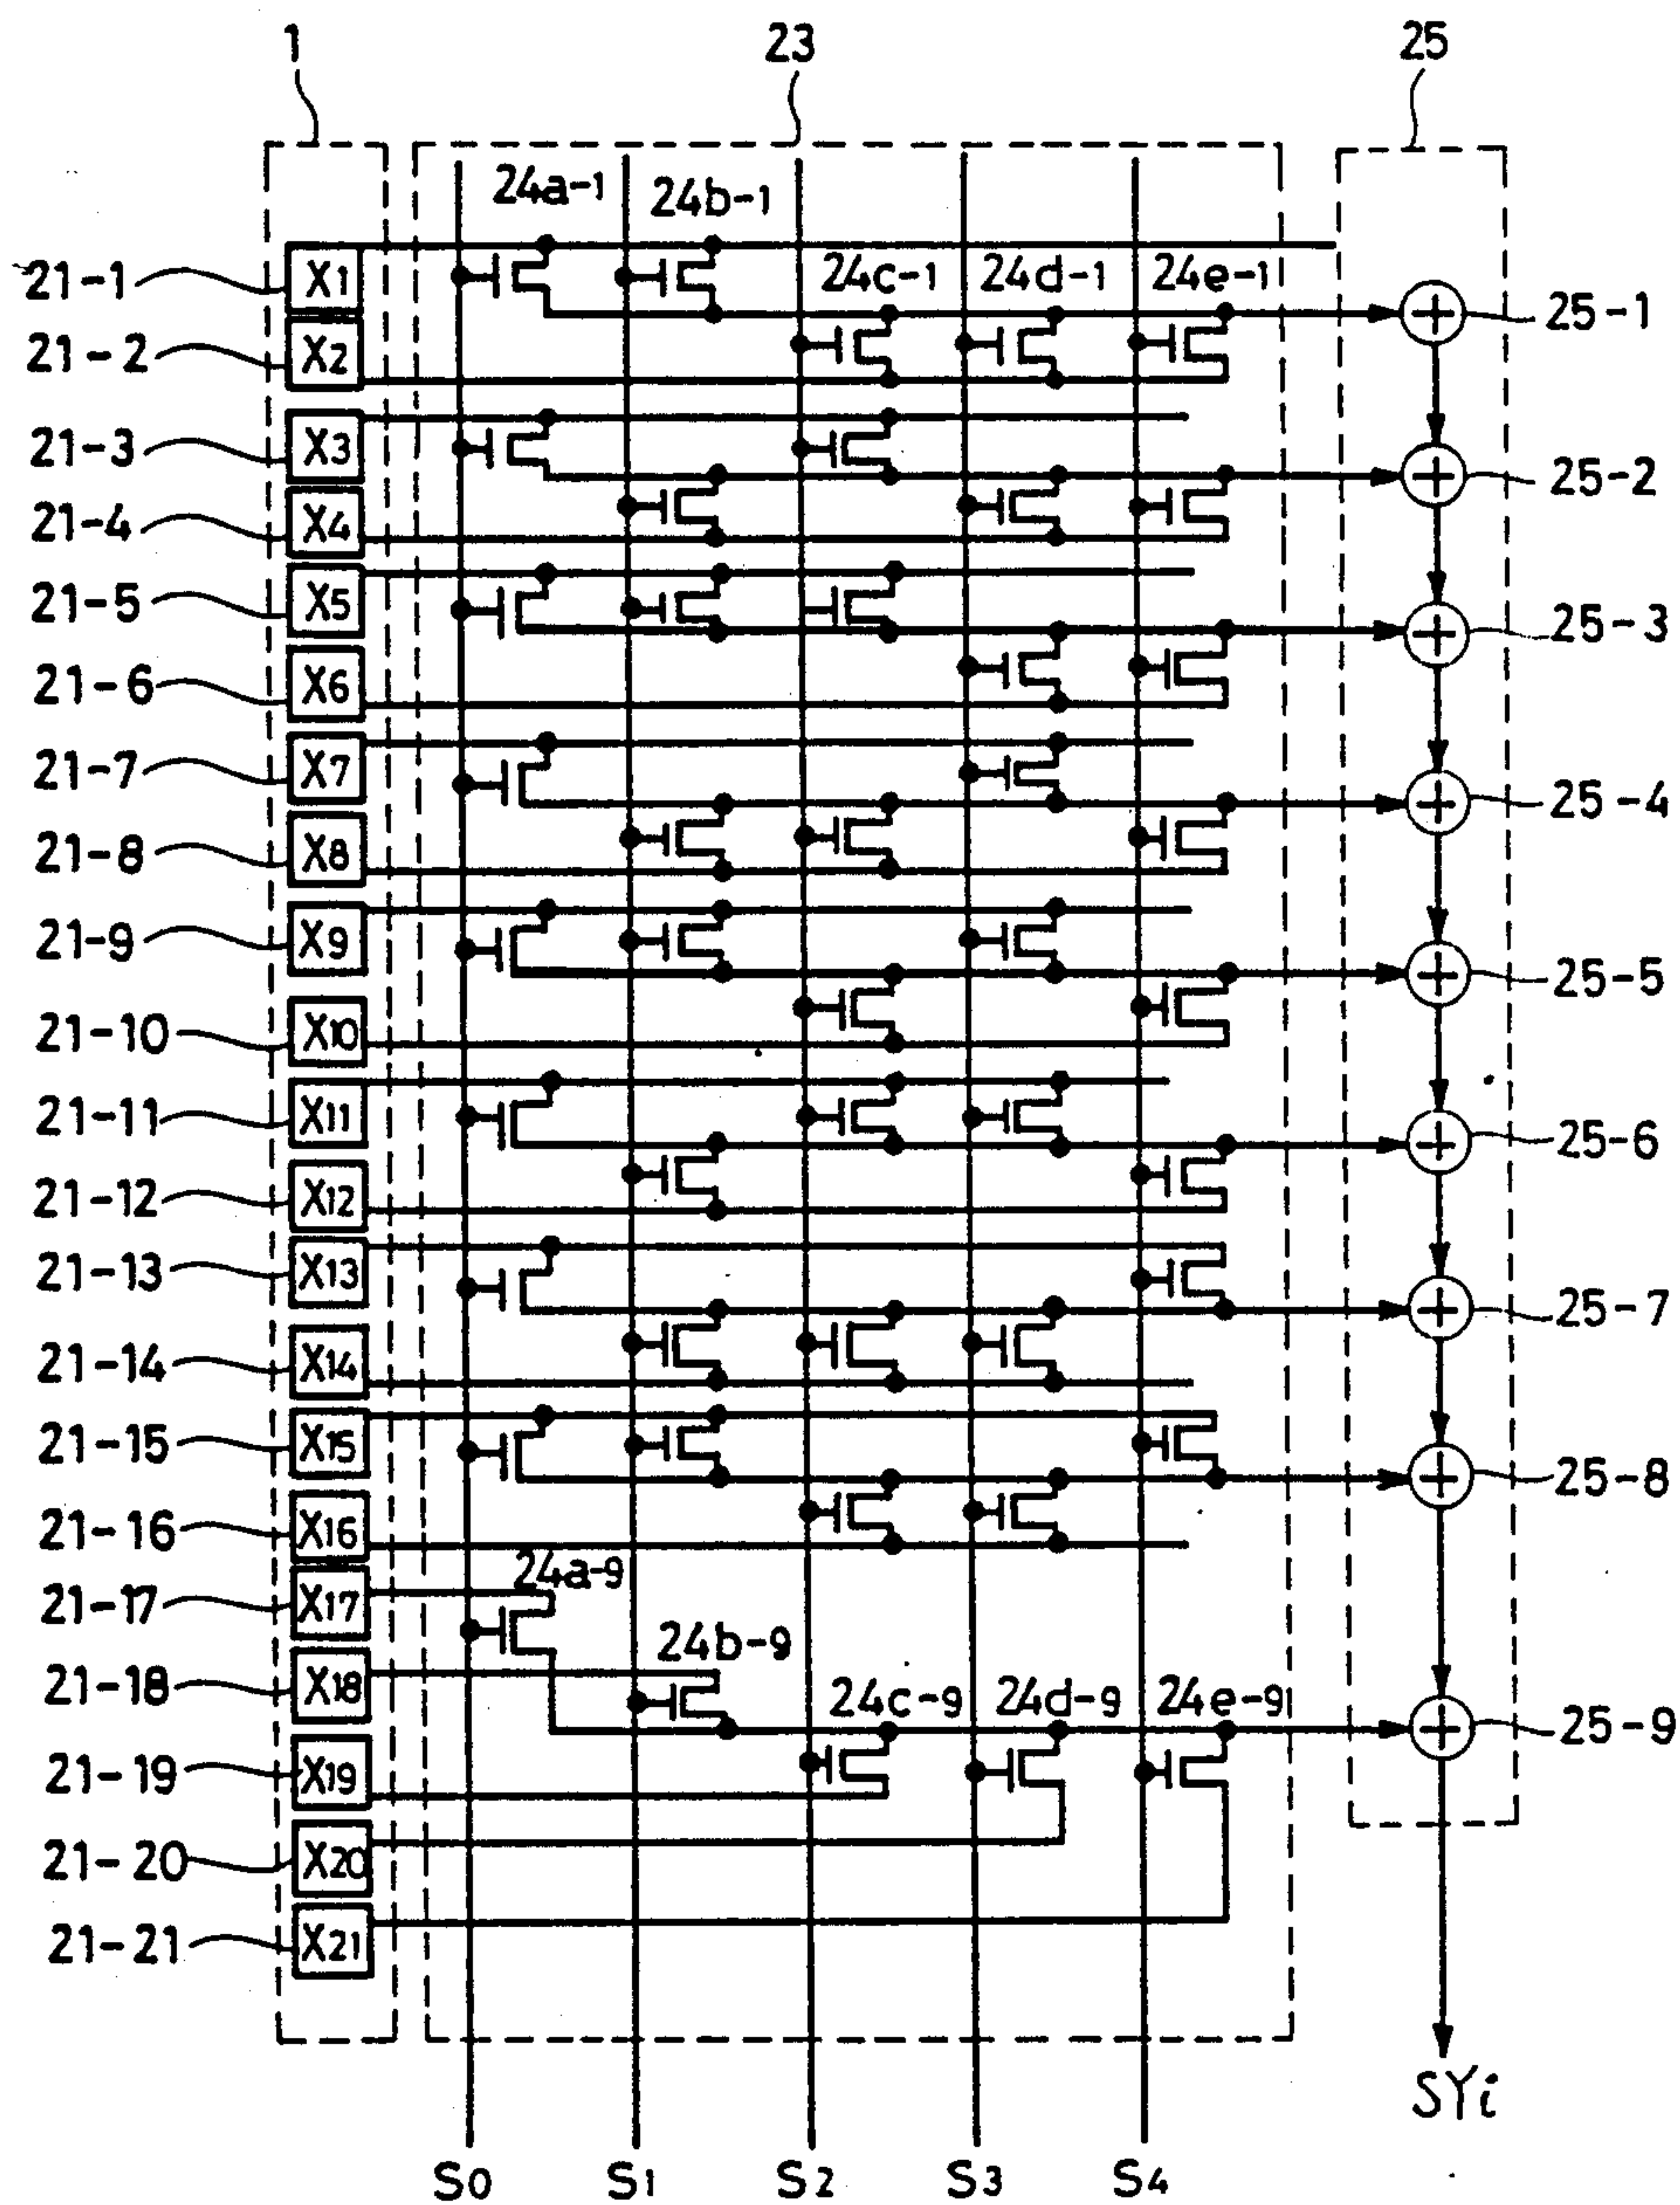 1 23 25
24a-1 24b-1
21-1 X1 24c-1 24d-1 24e-1
25-1
21-2 X2
21-3 X3
25-2
21-4 X4
21-5 X5
25-3
21-6 X6
21-7 X7
25-4
21-8 X8
21-9 X9
25-5
21-10 X10
21-11 X11
25-6
21-12 X12
21-13 X13
25-7
21-14 X14
21-15 X15
25-8
21-16 X16
24a-9
21-17 X17
24b-9
21-18 X18
24c-9 24d-9 24e-9
25-9
21-19 X19
21-20 X20
21-21 X21
SYi
S0 S1 S2 S3 S4